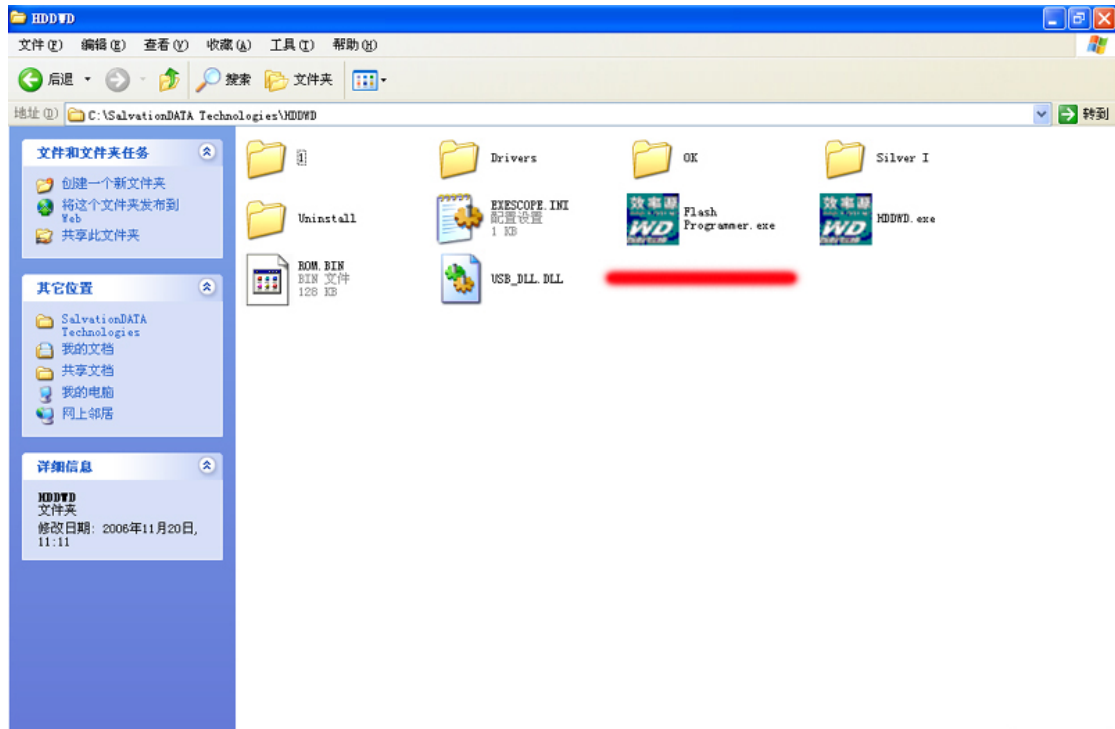 HDDWD
文件(F) 编辑(E) 查看(V) 收藏(A) 工具(T) 帮助(H)
后退 搜索 文件夹
地址(D) C:\SalvationDATA Technologies\HDDWD 转到
文件和文件夹任务
创建一个新文件夹
将这个文件夹发布到
Web
共享此文件夹
其它位置
SalvationDATA
Technologies
我的文档
共享文档
我的电脑
网上邻居
详细信息
HDDWD
文件夹
修改日期: 2006年11月20日,
11:11
1 Drivers OK Silver I
Uninstall
EXESCOPE.INI
配置设置
1 KB
效率源
WD
Flash
Programmer.exe
效率源
WD
HDDWD.exe
ROM.BIN
BIN 文件
128 KB
USB_DLL.DLL